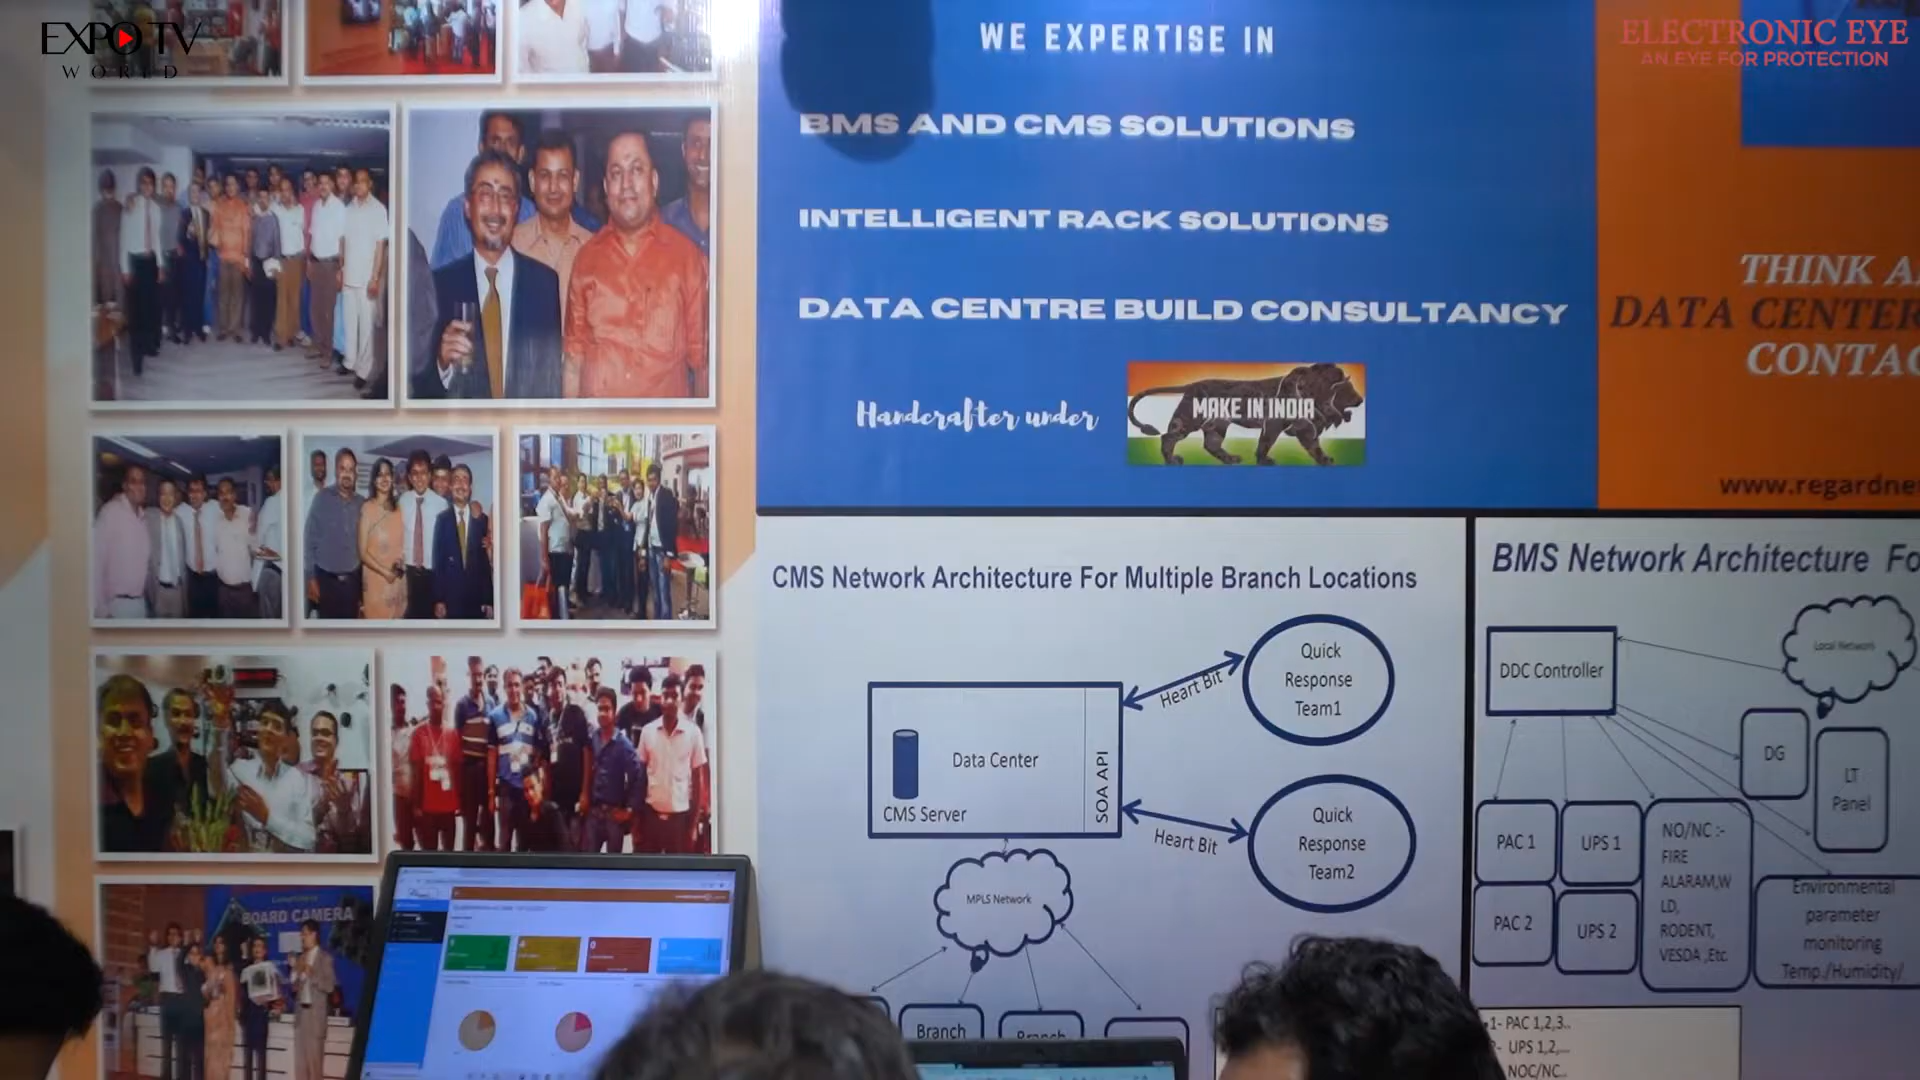 EXPO TV
WORLD
ELECTRONIC EYE
AN EYE FOR PROTECTION
WE EXPERTISE IN
BMS AND CMS SOLUTIONS
INTELLIGENT RACK SOLUTIONS
DATA CENTRE BUILD CONSULTANCY
Handcrafter under
MAKE IN INDIA
THINK
DATA CENTER
www.regardne
CMS Network Architecture For Multiple Branch Locations
Data Center
CMS Server
SOA API
Heart Bit
Quick
Response
Team1
Heart Bit
Quick
Response
Team2
MPLS Network
Branch
Branch
BMS Network Architecture Fo
DDC Controller
Local Network
DG
LT
Panel
PAC 1
UPS 1
PAC 2
UPS 2
NO/NC :-
FIRE
ALARAM,W
LD,
RODENT,
VESDA ,Etc.
Environmental
parameter
monitoring
Temp./Humidity/
1- PAC 1,2,3..
UPS 1,2,...
NOC/NC..
BOARD CAMERA